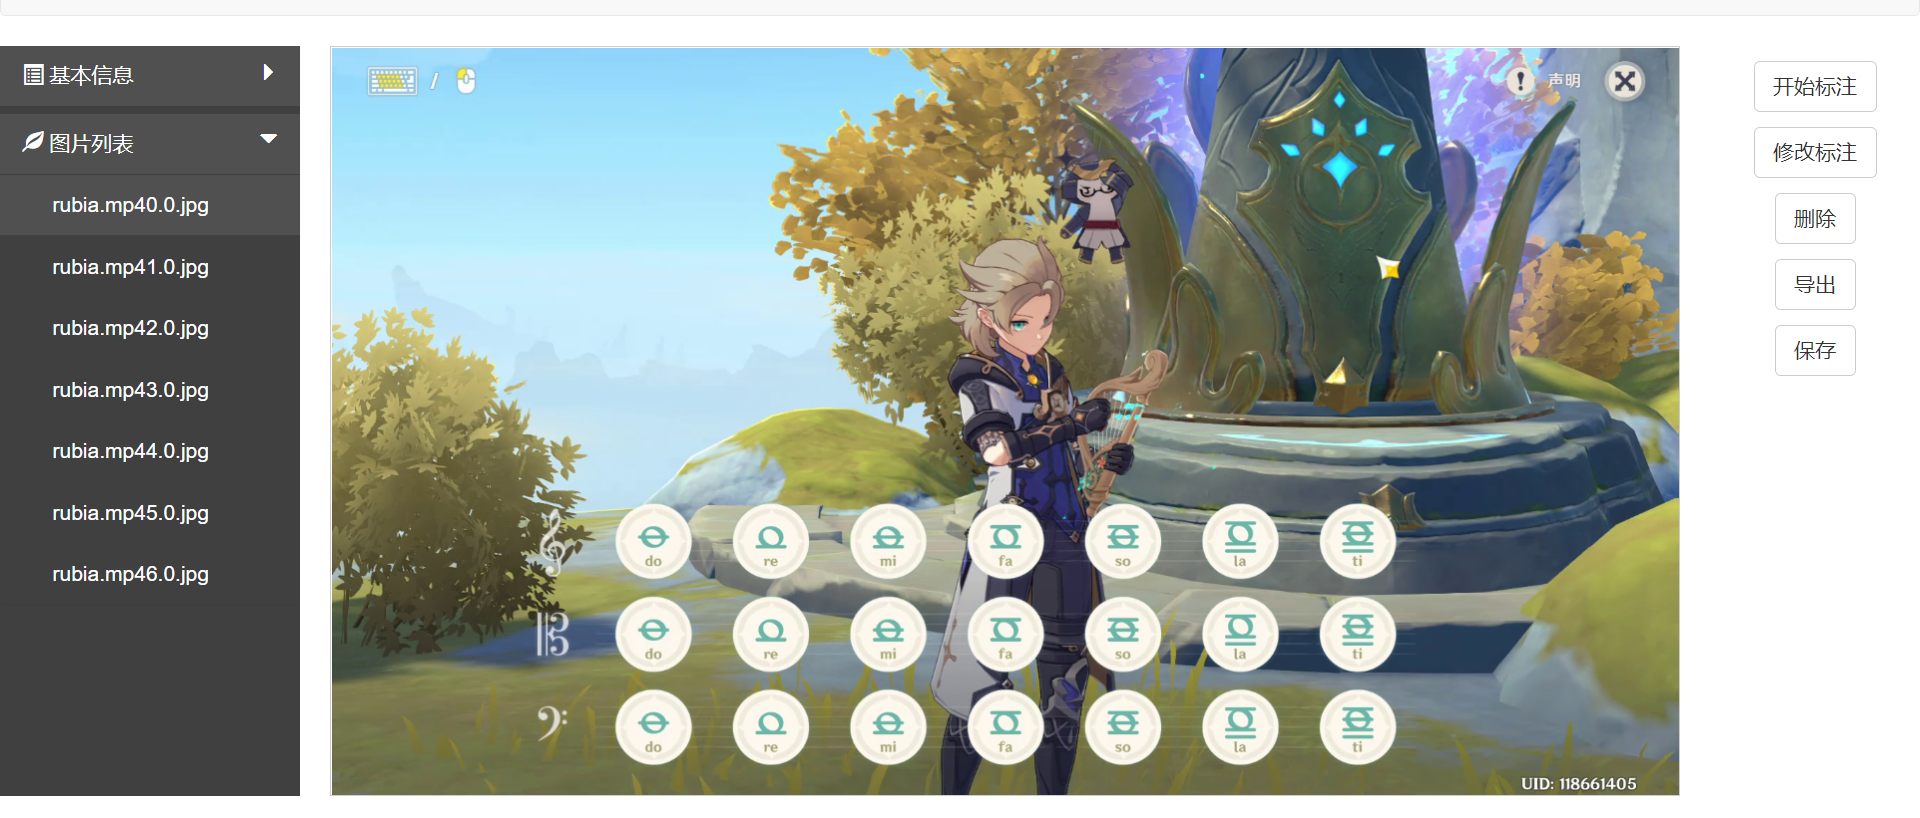 基本信息
图片列表
rubia.mp40.0.jpg
rubia.mp41.0.jpg
rubia.mp42.0.jpg
rubia.mp43.0.jpg
rubia.mp44.0.jpg
rubia.mp45.0.jpg
rubia.mp46.0.jpg
/
! 声明
do re mi fa so la ti
do re mi fa so la ti
do re mi fa so la ti
UID: 118661405
开始标注
修改标注
删除
导出
保存